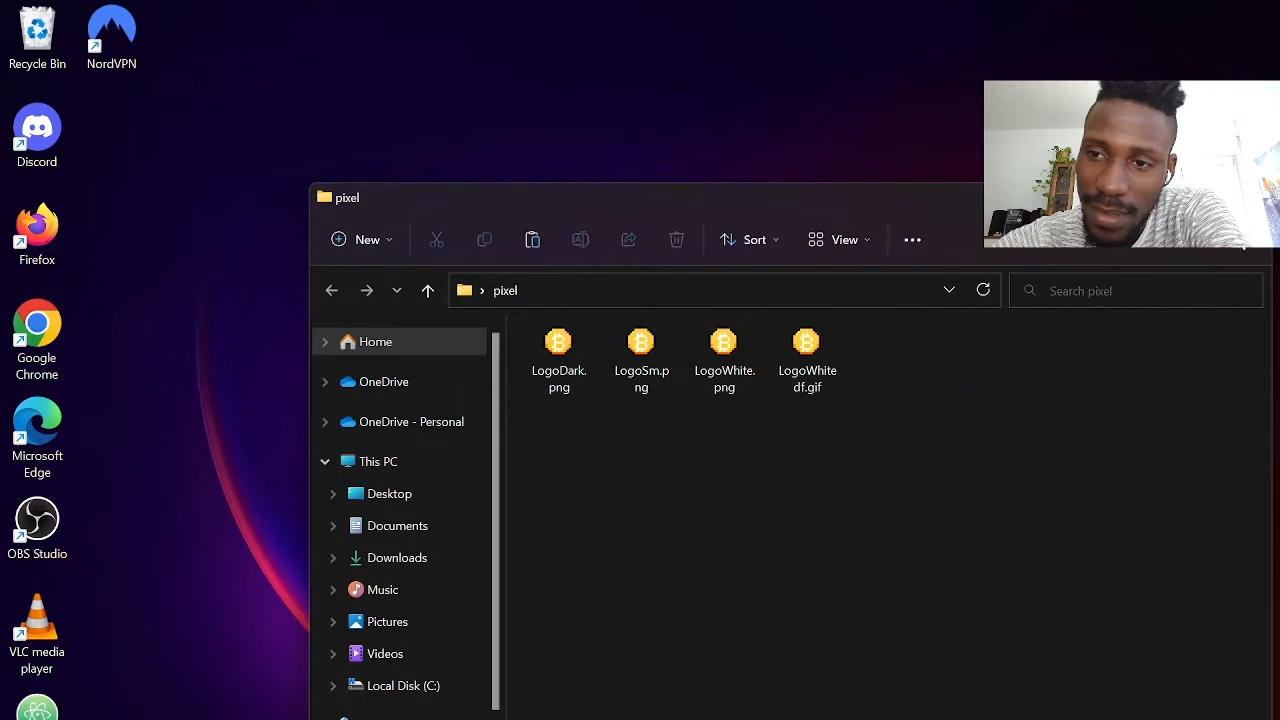 Recycle Bin
NordVPN
Discord
Firefox
Google
Chrome
Microsoft
Edge
OBS Studio
VLC media
player
pixel
New
Sort
View
pixel
Search pixel
Home
OneDrive
OneDrive - Personal
This PC
Desktop
Documents
Downloads
Music
Pictures
Videos
Local Disk (C:)
LogoDark.
png
LogoSm.p
ng
LogoWhite.
png
LogoWhite
df.gif